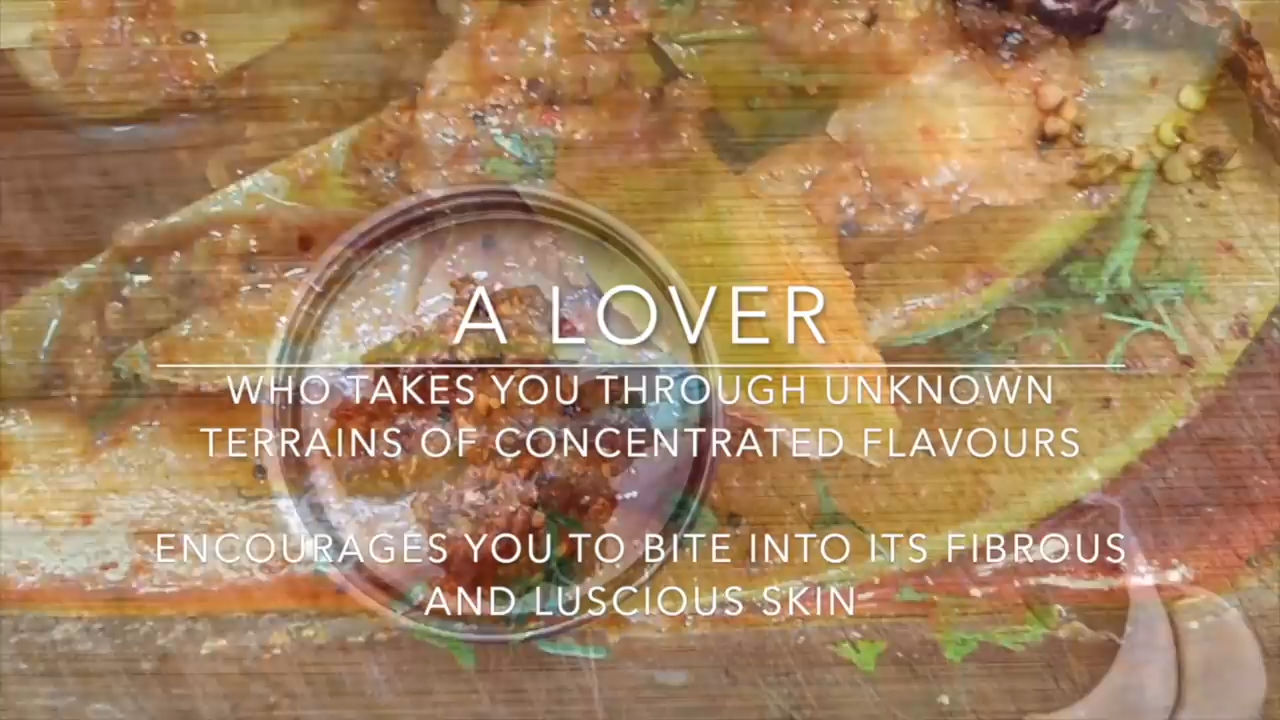 A LOVER
WHO TAKES YOU THROUGH UNKNOWN
TERRAINS OF CONCENTRATED FLAVOURS
ENCOURAGES YOU TO BITE INTO ITS FIBROUS
AND LUSCIOUS SKIN